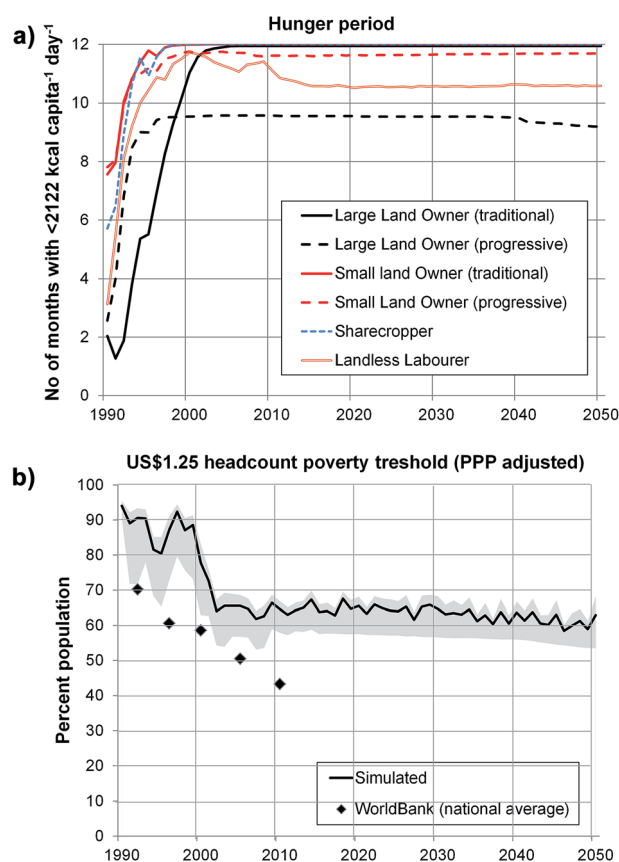 a)
Hunger period
No of months with <2122 kcal capita⁻¹ day⁻¹
12
10
8
6
4
2
0
Large Land Owner (traditional)
Large Land Owner (progressive)
Small land Owner (traditional)
Small Land Owner (progressive)
Sharecropper
Landless Labourer
1990 2000 2010 2020 2030 2040 2050
b)
US$1.25 headcount poverty treshold (PPP adjusted)
Percent population
100
90
80
70
60
50
40
30
20
10
0
Simulated
WorldBank (national average)
1990 2000 2010 2020 2030 2040 2050